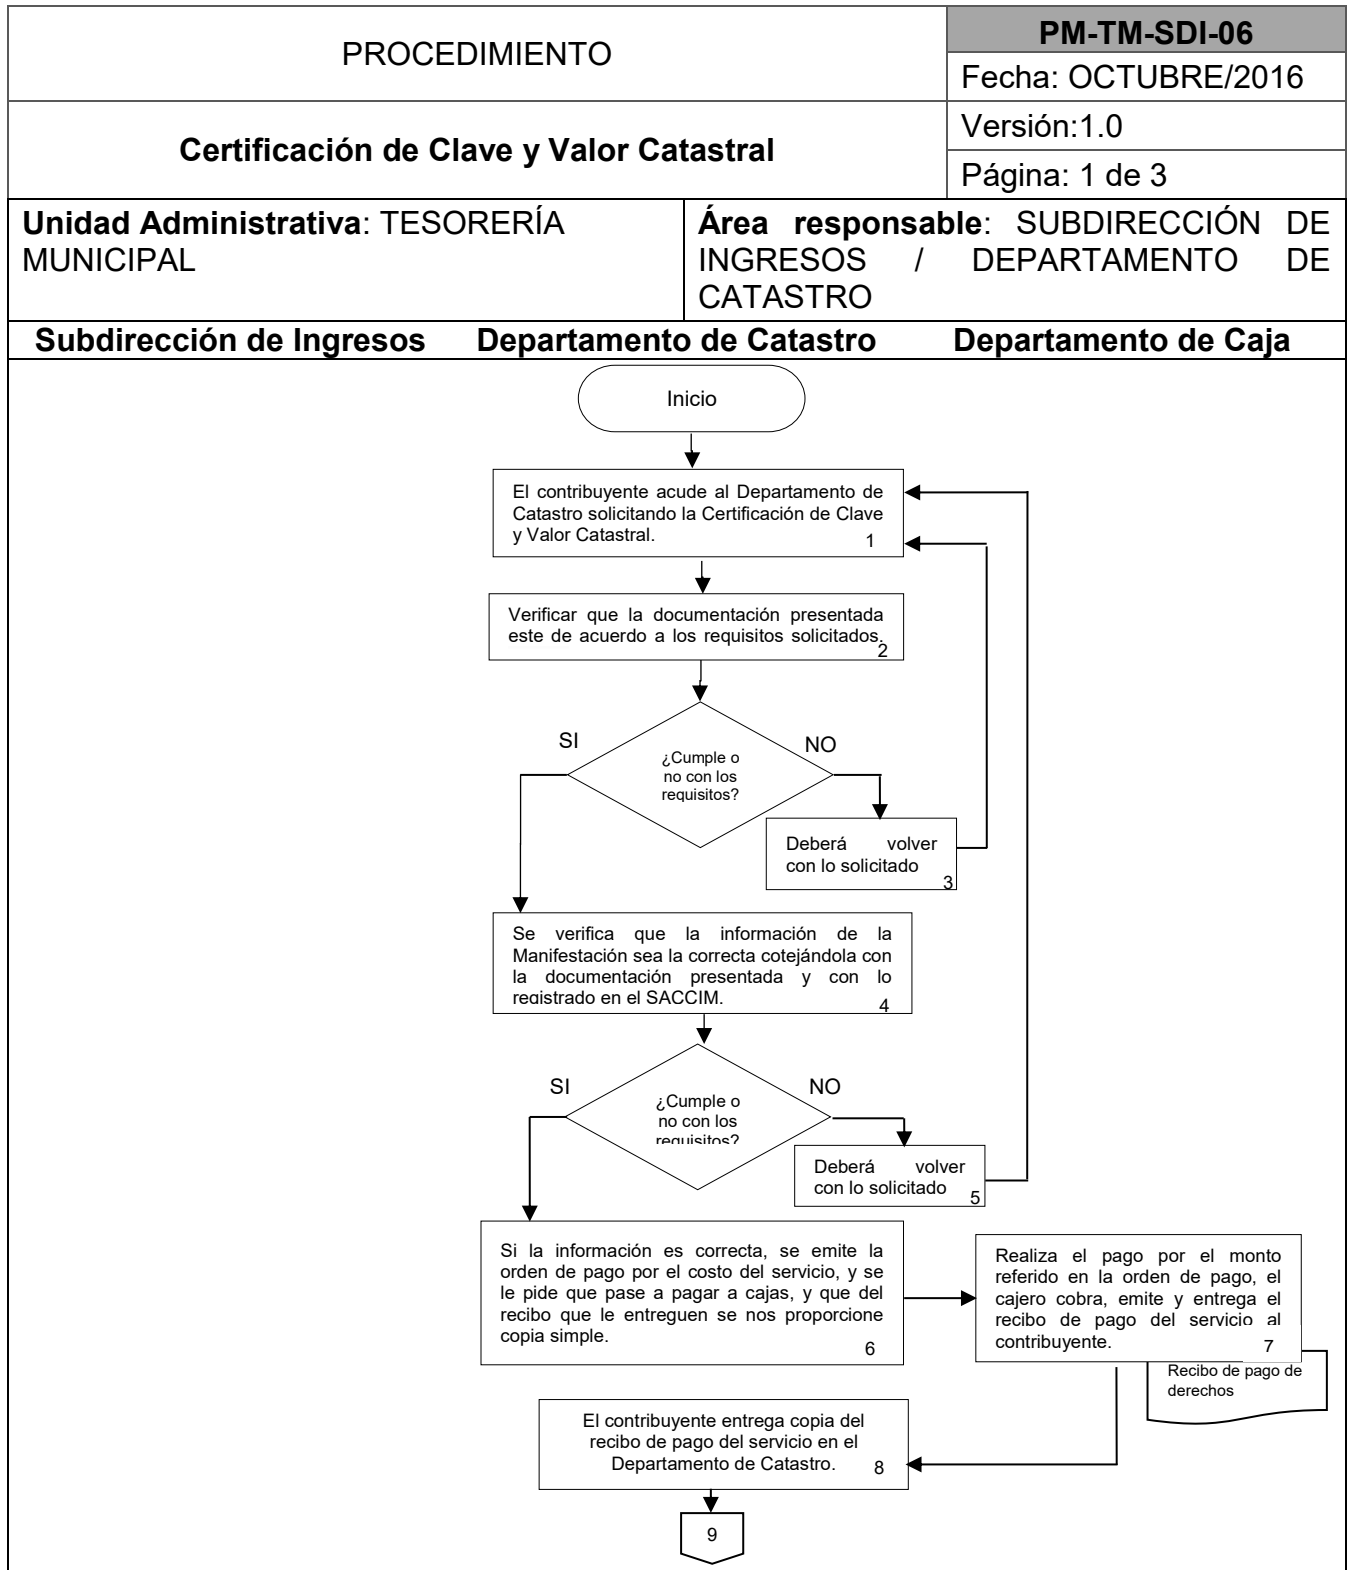 PROCEDIMIENTO
PM-TM-SDI-06
Fecha: OCTUBRE/2016
Certificación de Clave y Valor Catastral
Versión:1.0
Página: 1 de 3
Unidad Administrativa: TESORERÍA
MUNICIPAL
Área responsable: SUBDIRECCIÓN DE
INGRESOS / DEPARTAMENTO DE
CATASTRO
Subdirección de Ingresos
Departamento de Catastro
Departamento de Caja
Inicio
El contribuyente acude al Departamento de
Catastro solicitando la Certificación de Clave
y Valor Catastral.
1
Verificar que la documentación presentada
este de acuerdo a los requisitos solicitados.
2
SI
NO
¿Cumple o
no con los
requisitos?
Deberá volver
con lo solicitado
3
Se verifica que la información de la
Manifestación sea la correcta cotejándola con
la documentación presentada y con lo
registrado en el SACCIM.
4
SI
NO
¿Cumple o
no con los
requisitos?
Deberá volver
con lo solicitado
5
Si la información es correcta, se emite la
orden de pago por el costo del servicio, y se
le pide que pase a pagar a cajas, y que del
recibo que le entreguen se nos proporcione
copia simple.
6
Realiza el pago por el monto
referido en la orden de pago, el
cajero cobra, emite y entrega el
recibo de pago del servicio al
contribuyente.
7
Recibo de pago de
derechos
El contribuyente entrega copia del
recibo de pago del servicio en el
Departamento de Catastro.
8
9